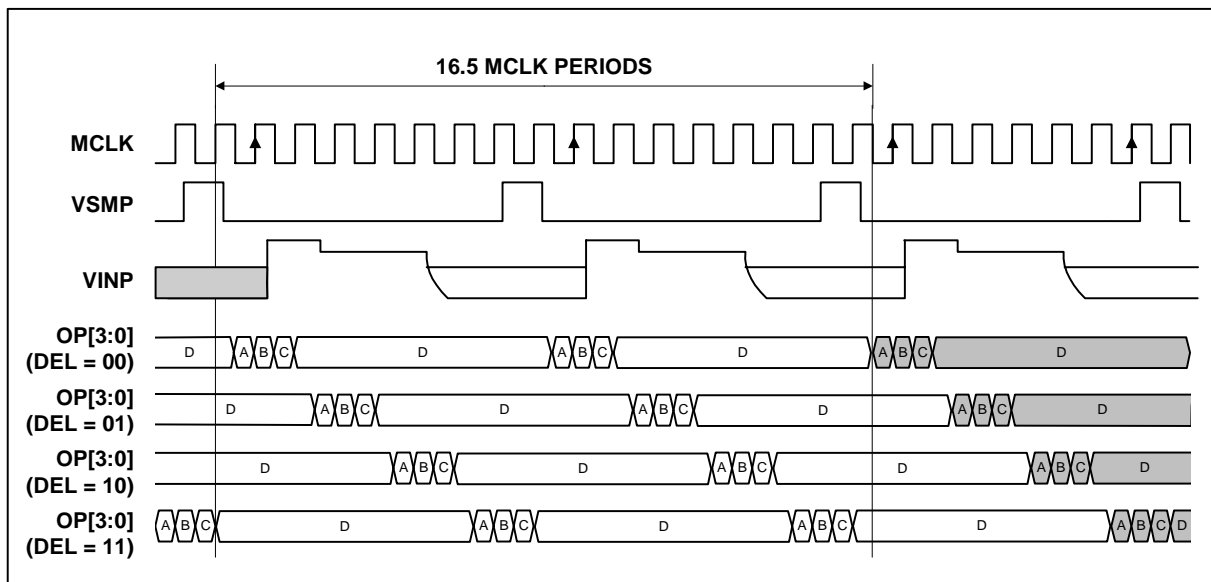 16.5 MCLK PERIODS
MCLK
VSMP
VINP
OP[3:0]
(DEL = 00)
D A B C D A B C D A B C D
OP[3:0]
(DEL = 01)
D A B C D A B C D A B C D
OP[3:0]
(DEL = 10)
D A B C D A B C D A B C D
OP[3:0]
(DEL = 11)
A B C D A B C D A B C D A B C D